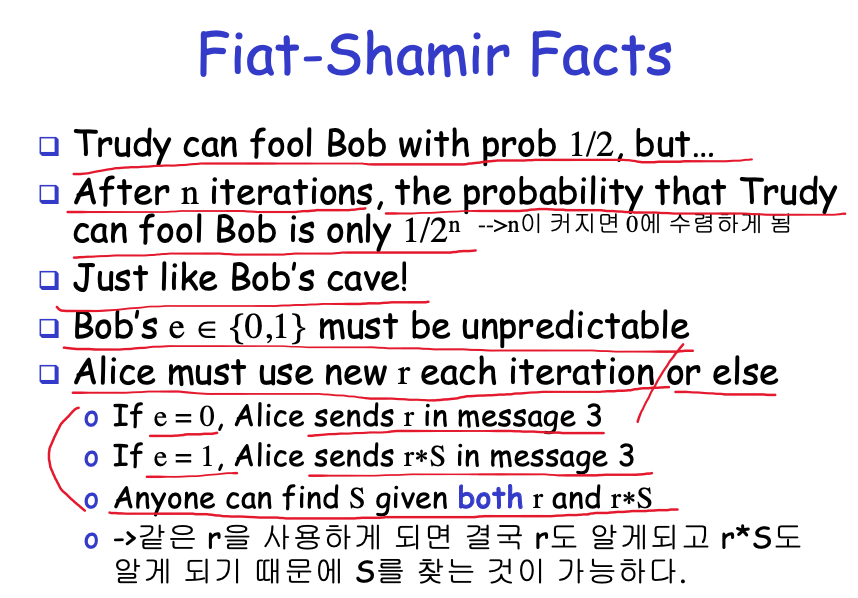 Fiat-Shamir Facts
Trudy can fool Bob with prob 1/2, but…
After n iterations, the probability that Trudy
can fool Bob is only 1/2ⁿ -->n이 커지면 0에 수렴하게 됨
Just like Bob's cave!
Bob's e ∈ {0,1} must be unpredictable
Alice must use new r each iteration or else
If e = 0, Alice sends r in message 3
If e = 1, Alice sends r*S in message 3
Anyone can find S given both r and r*S
->같은 r을 사용하게 되면 결국 r도 알게되고 r*S도
알게 되기 때문에 S를 찾는 것이 가능하다.